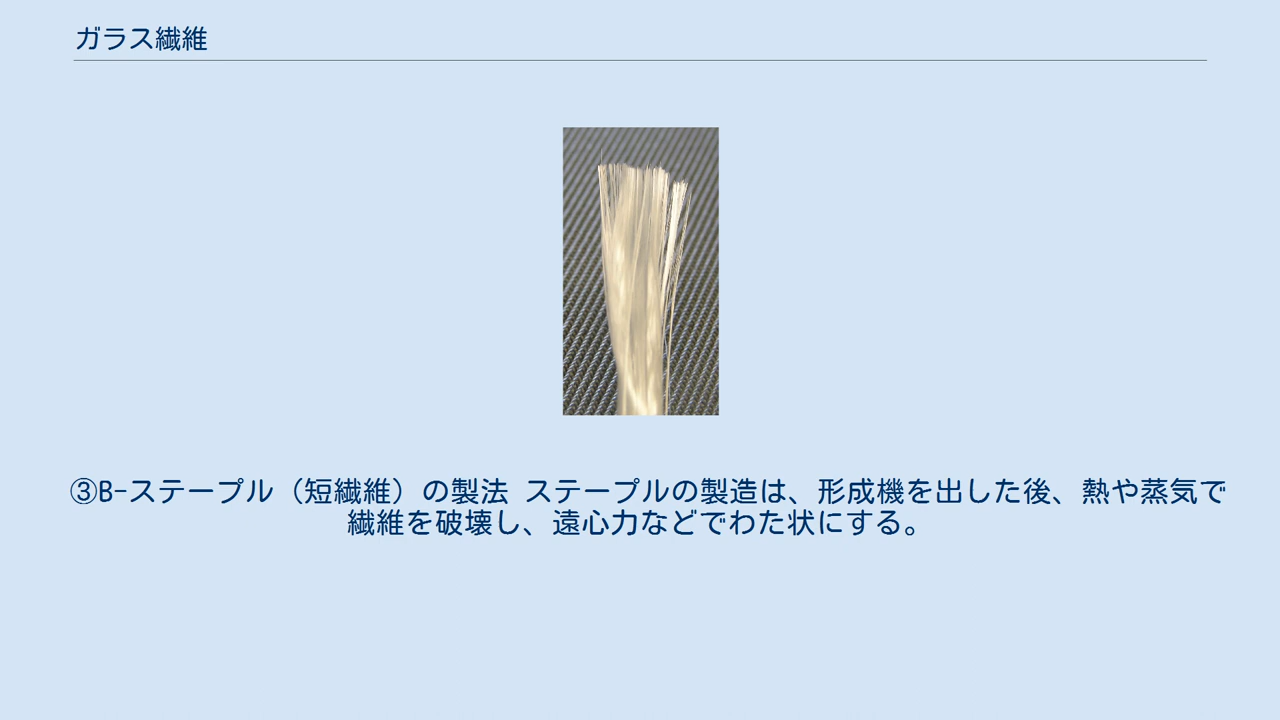 ガラス繊維
③B-ステープル（短繊維）の製法 ステープルの製造は、形成機を出した後、熱や蒸気で
繊維を破壊し、遠心力などでわた状にする。